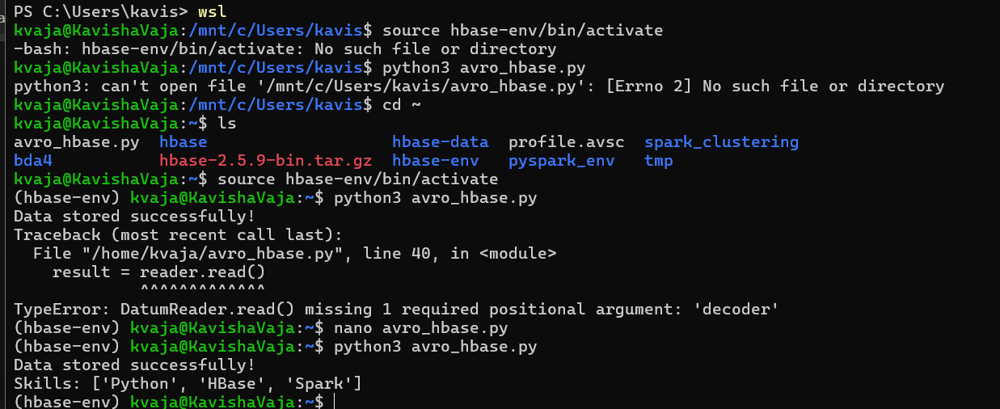 PS C:\Users\kavis> wsl
kvaja@KavishaVaja:/mnt/c/Users/kavis$ source hbase-env/bin/activate
-bash: hbase-env/bin/activate: No such file or directory
kvaja@KavishaVaja:/mnt/c/Users/kavis$ python3 avro_hbase.py
python3: can't open file '/mnt/c/Users/kavis/avro_hbase.py': [Errno 2] No such file or directory
kvaja@KavishaVaja:/mnt/c/Users/kavis$ cd ~
kvaja@KavishaVaja:~$ ls
avro_hbase.py  hbase                   hbase-data  profile.avsc  spark_clustering
bda4           hbase-2.5.9-bin.tar.gz  hbase-env   pyspark_env   tmp
kvaja@KavishaVaja:~$ source hbase-env/bin/activate
(hbase-env) kvaja@KavishaVaja:~$ python3 avro_hbase.py
Data stored successfully!
Traceback (most recent call last):
  File "/home/kvaja/avro_hbase.py", line 40, in <module>
    result = reader.read()
             ^^^^^^^^^^^^^
TypeError: DatumReader.read() missing 1 required positional argument: 'decoder'
(hbase-env) kvaja@KavishaVaja:~$ nano avro_hbase.py
(hbase-env) kvaja@KavishaVaja:~$ python3 avro_hbase.py
Data stored successfully!
Skills: ['Python', 'HBase', 'Spark']
(hbase-env) kvaja@KavishaVaja:~$